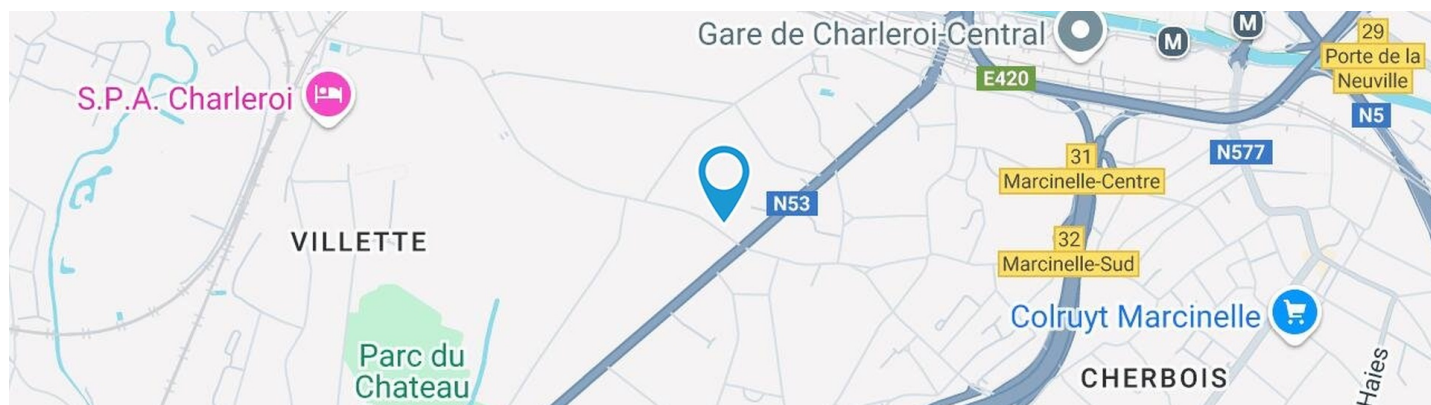 Gare de Charleroi-Central
M
M
29
Porte de la
Neuville
E420
S.P.A. Charleroi
N5
31
Marcinelle-Centre
N577
N53
VILLETTE
32
Marcinelle-Sud
Colruyt Marcinelle
Parc du
Chateau
CHERBOIS
Haies